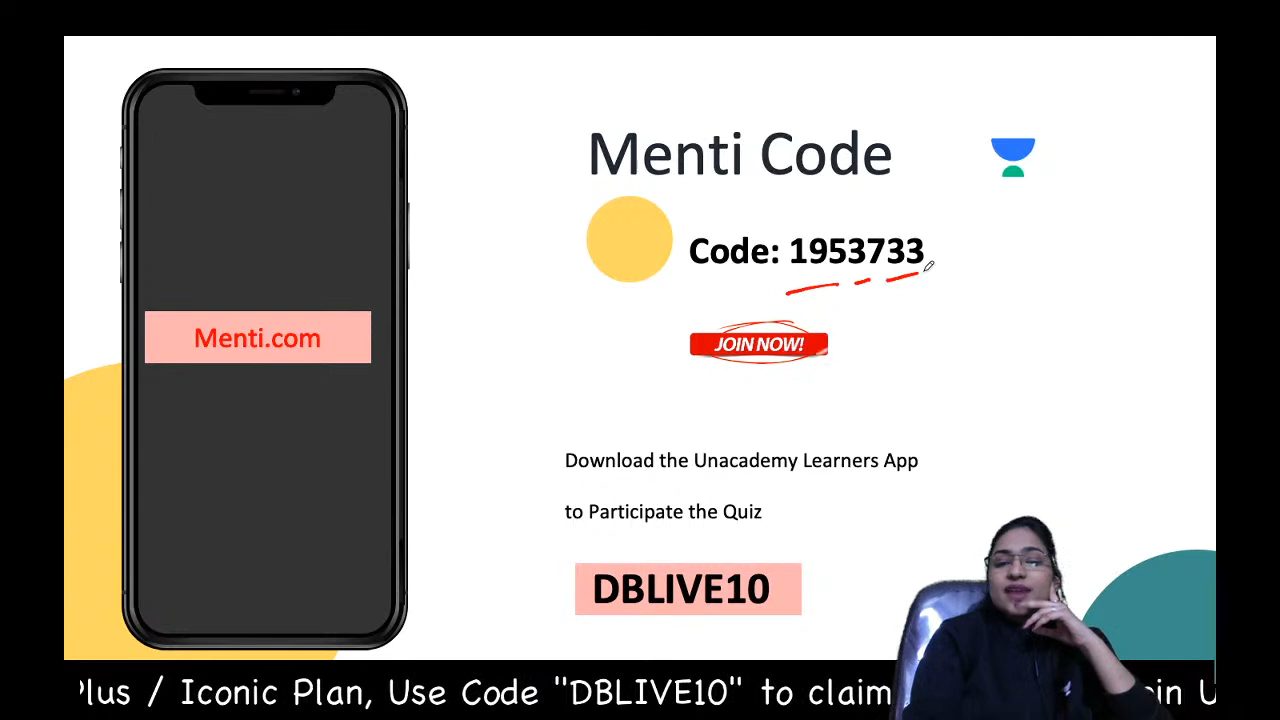 Menti Code
Code: 1953733
JOIN NOW!
Menti.com
Download the Unacademy Learners App
to Participate the Quiz
DBLIVE10
Plus / Iconic Plan, Use Code "DBLIVE10" to claim